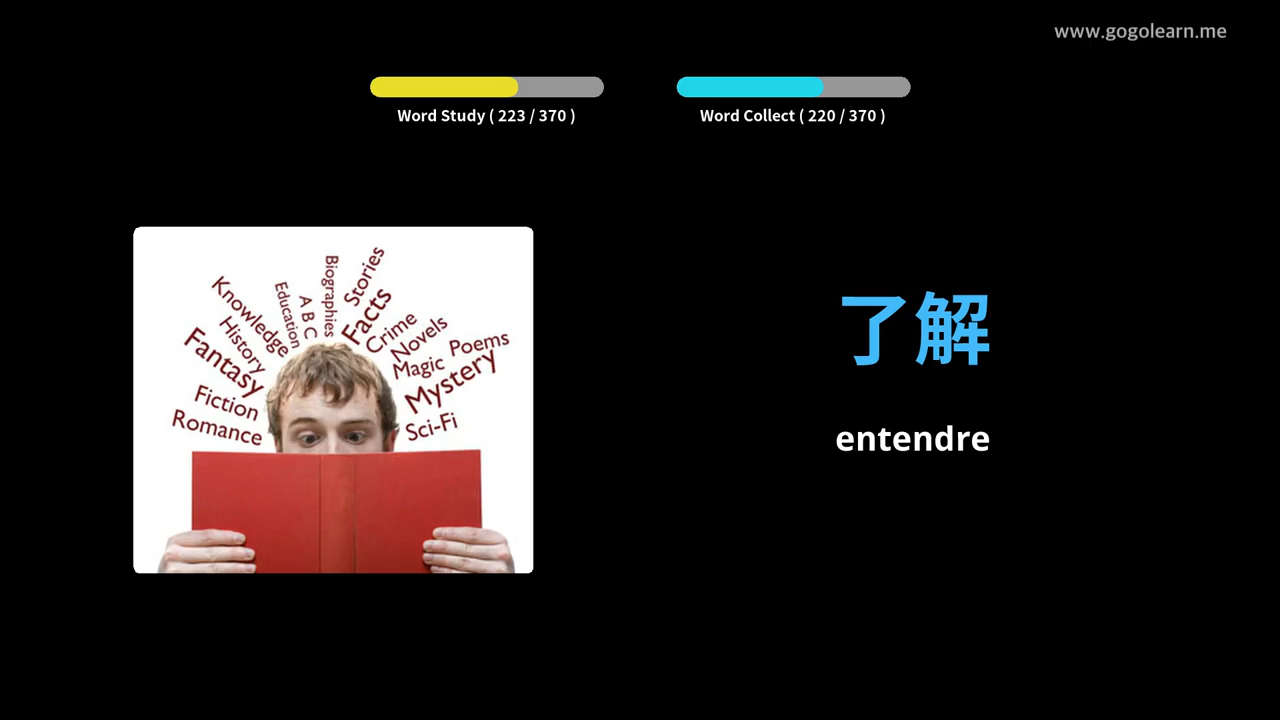 www.gogolearn.me
Word Study ( 223 / 370 )
Word Collect ( 220 / 370 )
Knowledge
Education
A B C
Biographies
Stories
Facts
Crime
Novels
Poems
Magic
Mystery
Sci-Fi
History
Fantasy
Fiction
Romance
了解
entendre